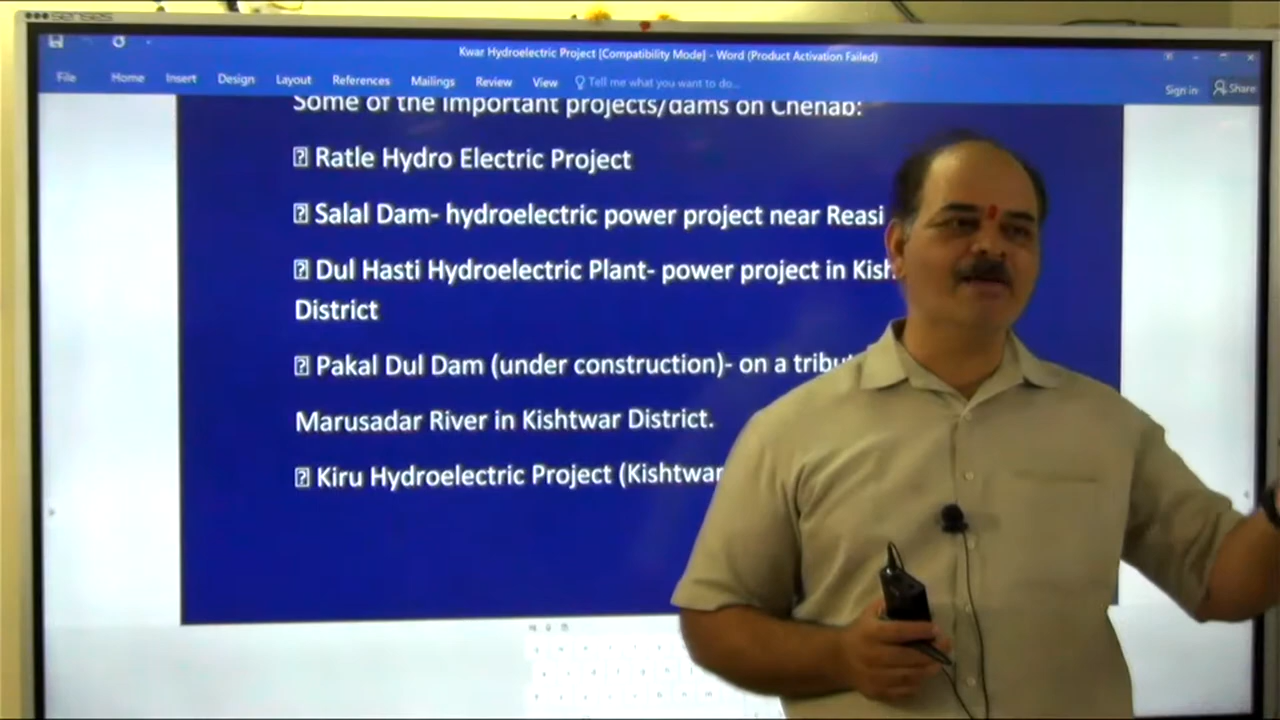 senses
Kwar Hydroelectric Project [Compatibility Mode] - Word (Product Activation Failed)
File Home Insert Design Layout References Mailings Review View Tell me what you want to do...
Sign in Share
Some of the important projects/dams on Chenab:
Ratle Hydro Electric Project
Salal Dam- hydroelectric power project near Reasi
Dul Hasti Hydroelectric Plant- power project in Kish
District
Pakal Dul Dam (under construction)- on a tribut
Marusadar River in Kishtwar District.
Kiru Hydroelectric Project (Kishtwar